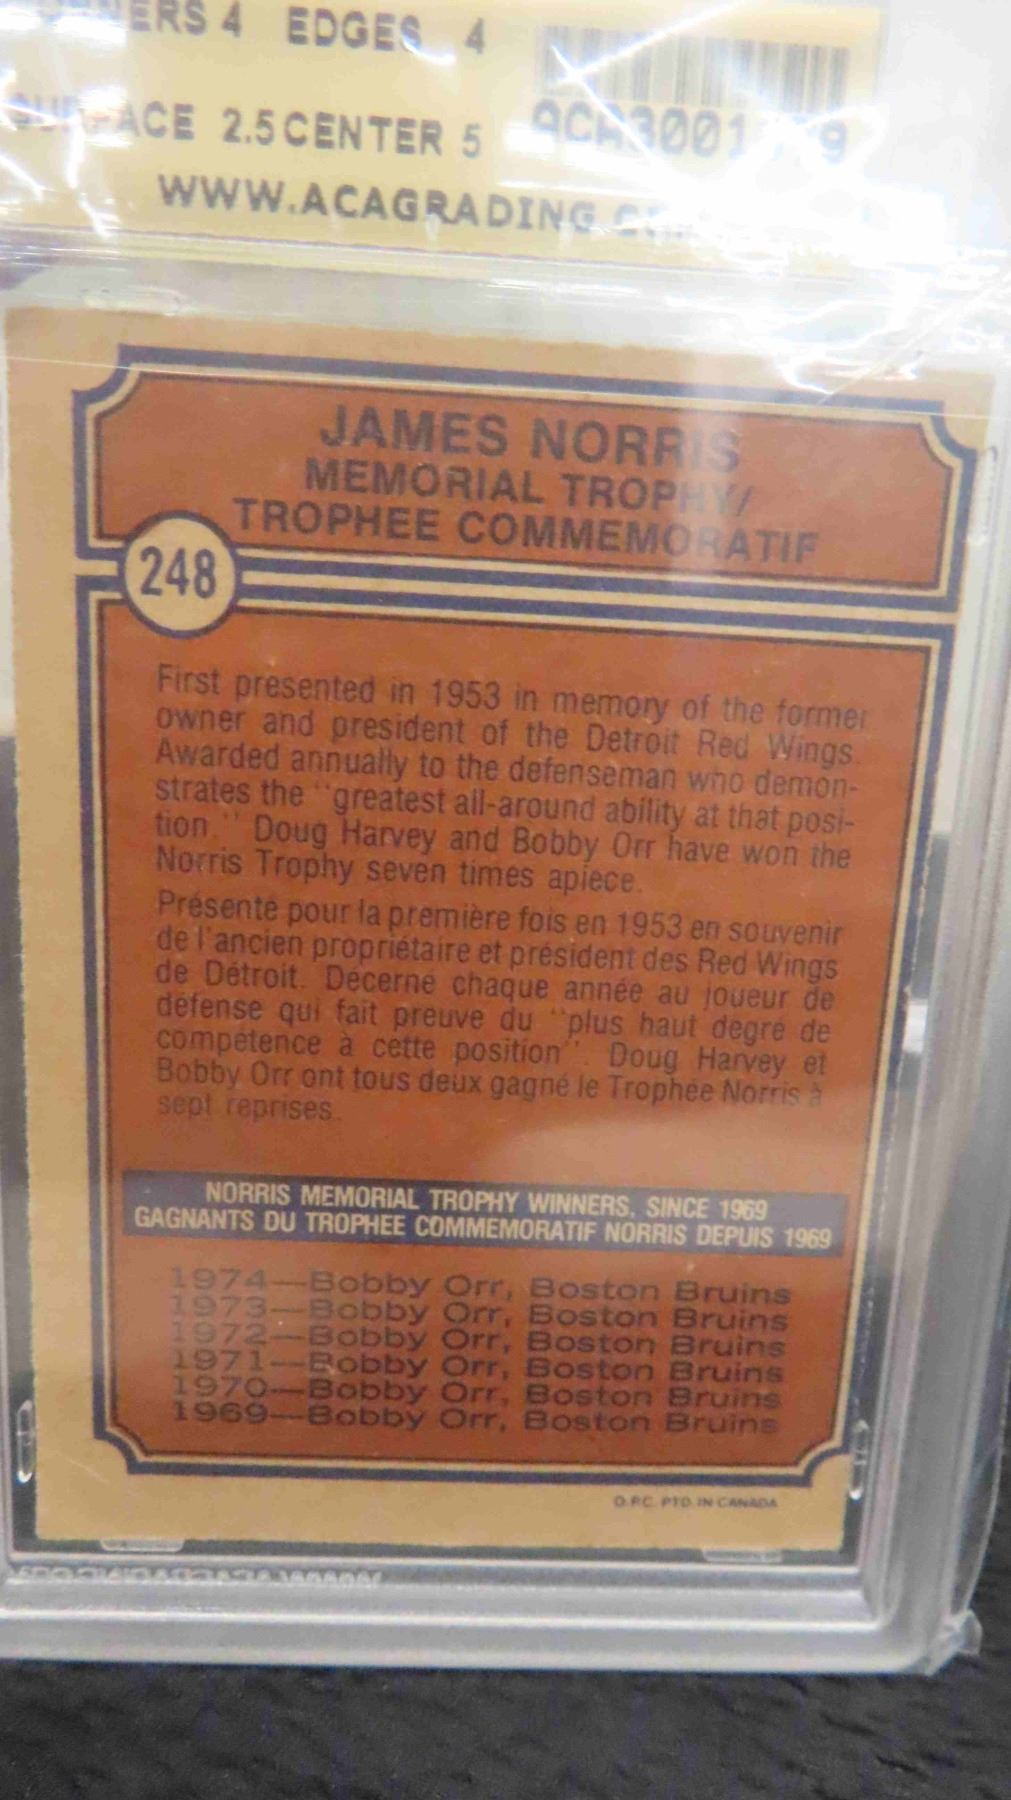 ERS 4 EDGES 4
SURFACE 2.5 CENTER 5
WWW.ACAGRADING.
JAMES NORRIS
MEMORIAL TROPHY/
TROPHEE COMMEMORATIF
248
First presented in 1953 in memory of the former
owner and president of the Detroit Red Wings.
Awarded annually to the defenseman who demon-
strates the "greatest all-around ability at that posi-
tion." Doug Harvey and Bobby Orr have won the
Norris Trophy seven times apiece.
Présenté pour la première fois en 1953 en souvenir
de l'ancien propriétaire et président des Red Wings
de Détroit. Décerné chaque année au joueur de
défense qui fait preuve du "plus haut degré de
compétence à cette position". Doug Harvey et
Bobby Orr ont tous deux gagné le Trophée Norris à
sept reprises.
NORRIS MEMORIAL TROPHY WINNERS, SINCE 1969
GAGNANTS DU TROPHEE COMMEMORATIF NORRIS DEPUIS 1969
1974—Bobby Orr, Boston Bruins
1973—Bobby Orr, Boston Bruins
1972—Bobby Orr, Boston Bruins
1971—Bobby Orr, Boston Bruins
1970—Bobby Orr, Boston Bruins
1969—Bobby Orr, Boston Bruins
O.P.C. PTD. IN CANADA